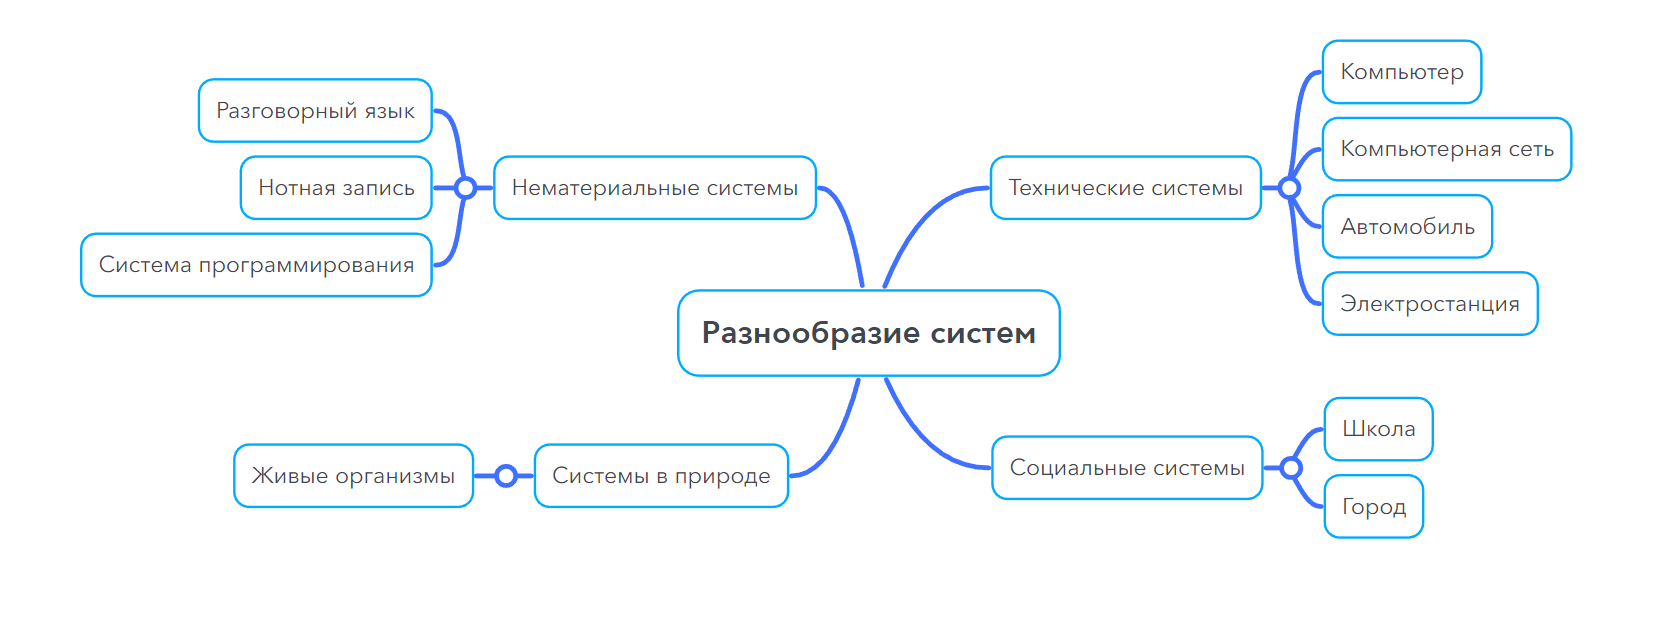 Разнообразие систем
Нематериальные системы
Разговорный язык
Нотная запись
Система программирования
Системы в природе
Живые организмы
Технические системы
Компьютер
Компьютерная сеть
Автомобиль
Электростанция
Социальные системы
Школа
Город